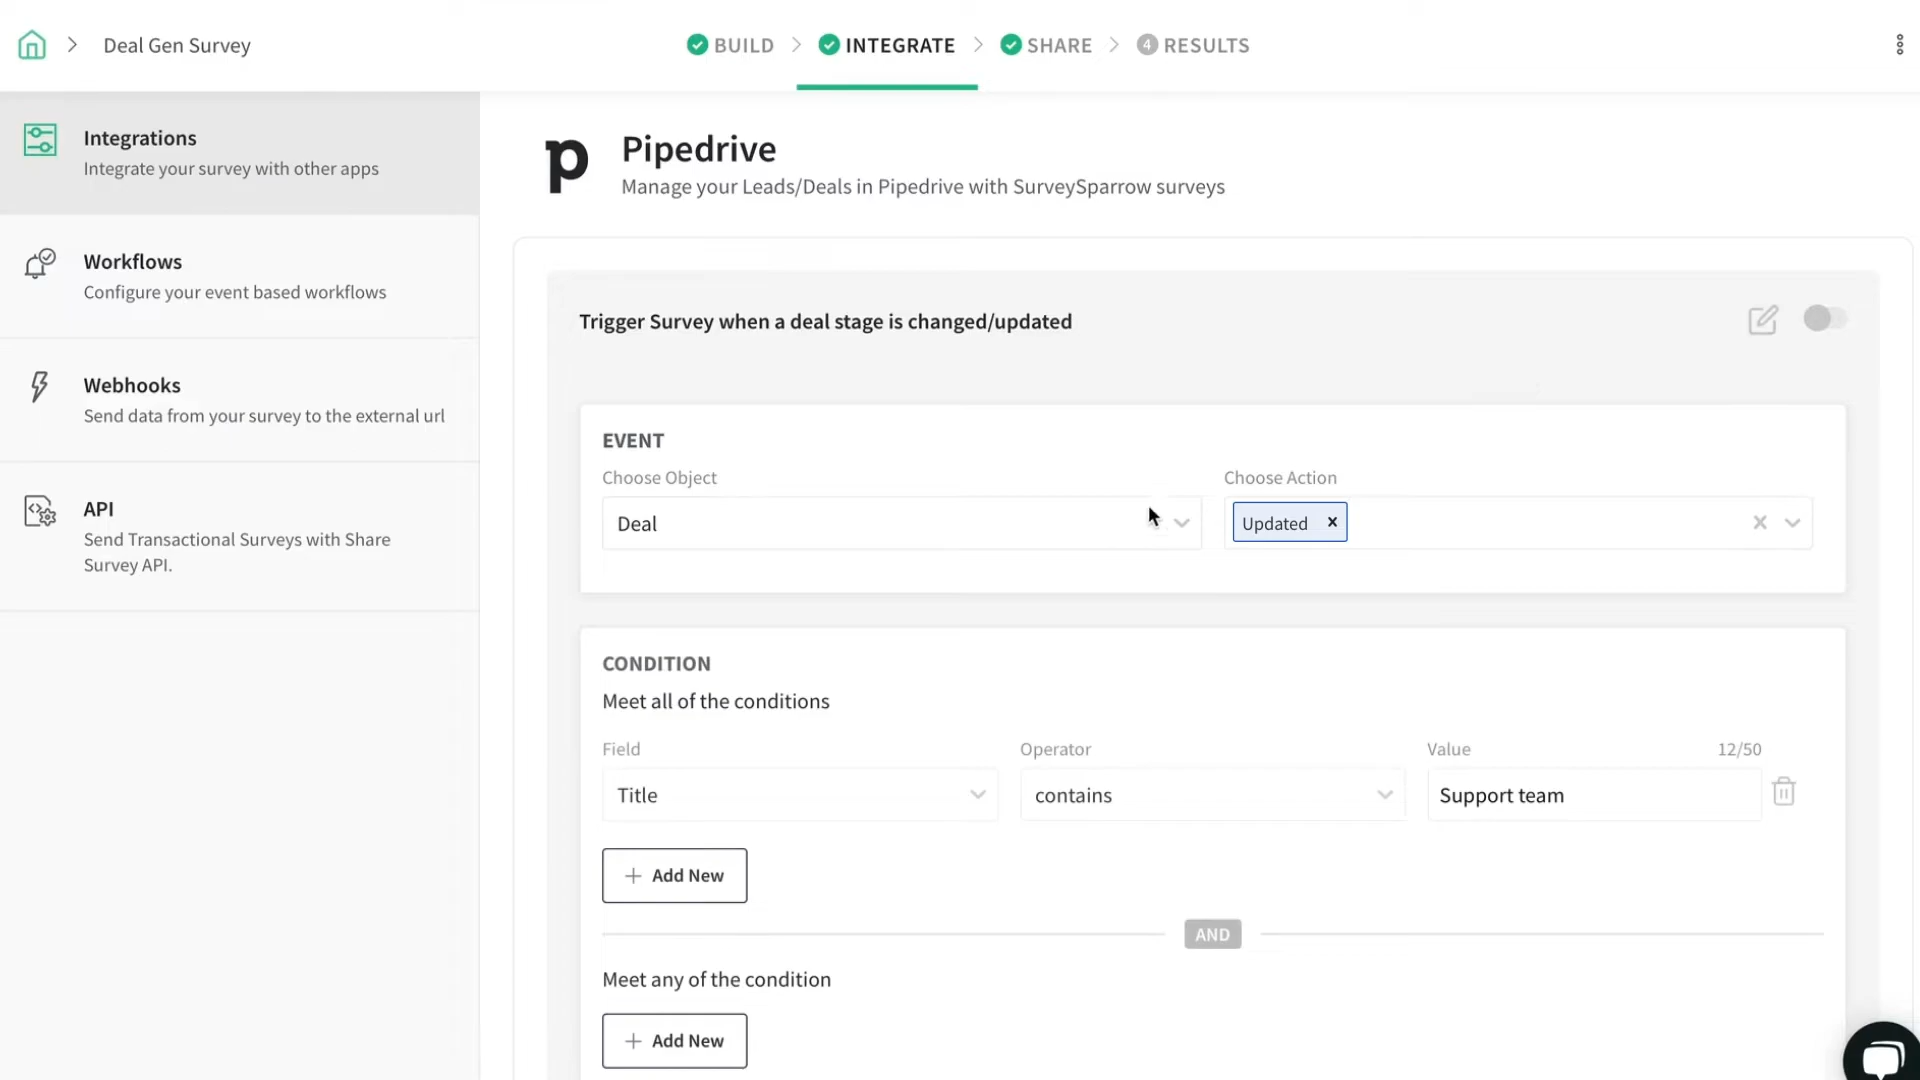 Deal Gen Survey
BUILD
INTEGRATE
SHARE
4 RESULTS
Integrations
Integrate your survey with other apps
Workflows
Configure your event based workflows
Webhooks
Send data from your survey to the external url
API
Send Transactional Surveys with Share
Survey API.
p
Pipedrive
Manage your Leads/Deals in Pipedrive with SurveySparrow surveys
Trigger Survey when a deal stage is changed/updated
EVENT
Choose Object
Choose Action
Deal
Updated
CONDITION
Meet all of the conditions
Field
Operator
Value
12/50
Title
contains
Support team
Add New
AND
Meet any of the condition
Add New